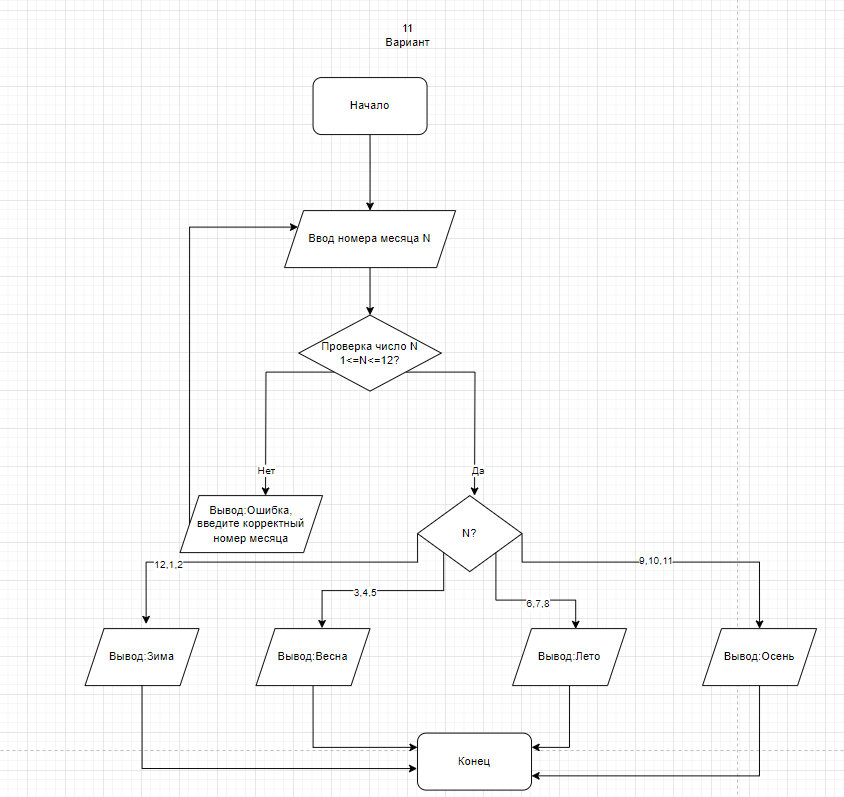 11
Вариант
Начало
Ввод номера месяца N
Проверка число N
1<=N<=12?
Нет
Да
Вывод:Ошибка,
введите корректный
номер месяца
N?
12,1,2
3,4,5
6,7,8
9,10,11
Вывод:Зима
Вывод:Весна
Вывод:Лето
Вывод:Осень
Конец